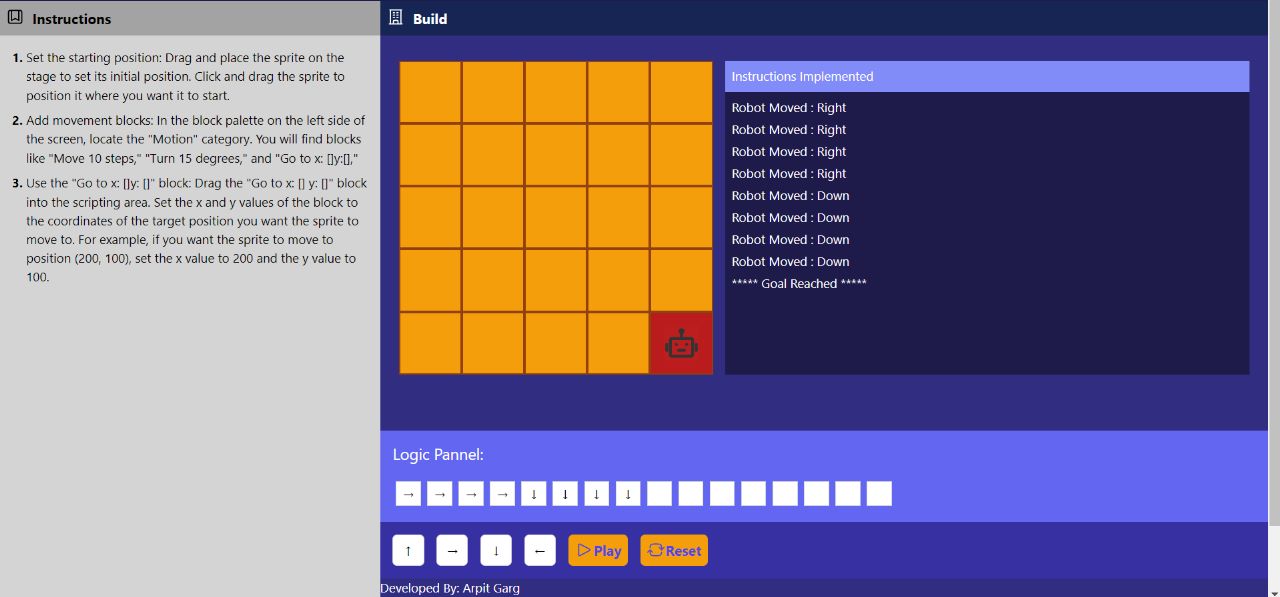 Instructions
1. Set the starting position: Drag and place the sprite on the
stage to set its initial position. Click and drag the sprite to
position it where you want it to start.
2. Add movement blocks: In the block palette on the left side of
the screen, locate the "Motion" category. You will find blocks
like "Move 10 steps," "Turn 15 degrees," and "Go to x: []y:[],"
3. Use the "Go to x: []y: []" block: Drag the "Go to x: [] y: []" block
into the scripting area. Set the x and y values of the block to
the coordinates of the target position you want the sprite to
move to. For example, if you want the sprite to move to
position (200, 100), set the x value to 200 and the y value to
100.
Build
Instructions Implemented
Robot Moved : Right
Robot Moved : Right
Robot Moved : Right
Robot Moved : Right
Robot Moved : Down
Robot Moved : Down
Robot Moved : Down
Robot Moved : Down
***** Goal Reached *****
Logic Pannel:
→ → → → ↓ ↓ ↓ ↓
↑ → ↓ ← Play Reset
Developed By: Arpit Garg